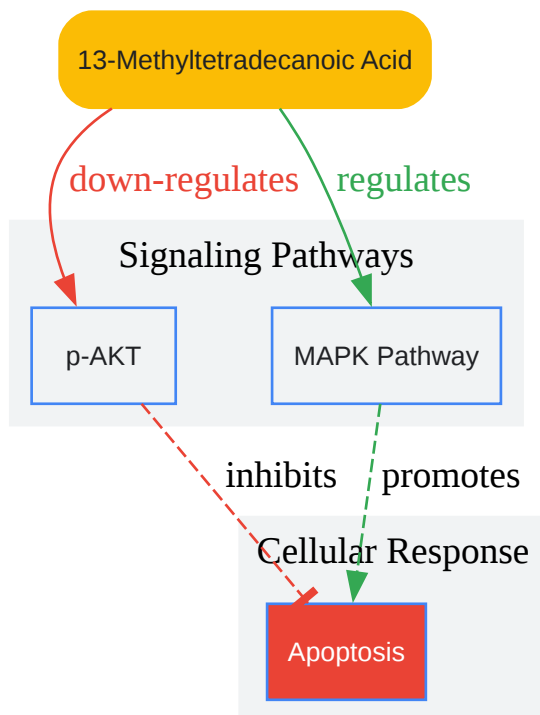 13-Methyltetradecanoic Acid
down-regulates
regulates
Signaling Pathways
p-AKT
MAPK Pathway
inhibits
promotes
Cellular Response
Apoptosis